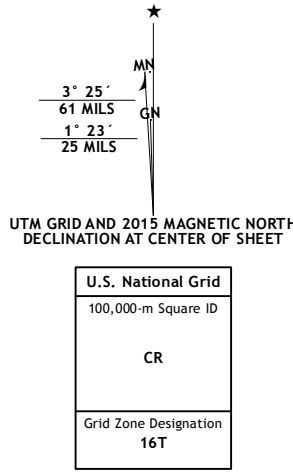 MN
3° 25´
61 MILS
GN
1° 23´
25 MILS
UTM GRID AND 2015 MAGNETIC NORTH
DECLINATION AT CENTER OF SHEET
U.S. National Grid
100,000-m Square ID
CR
Grid Zone Designation
16T